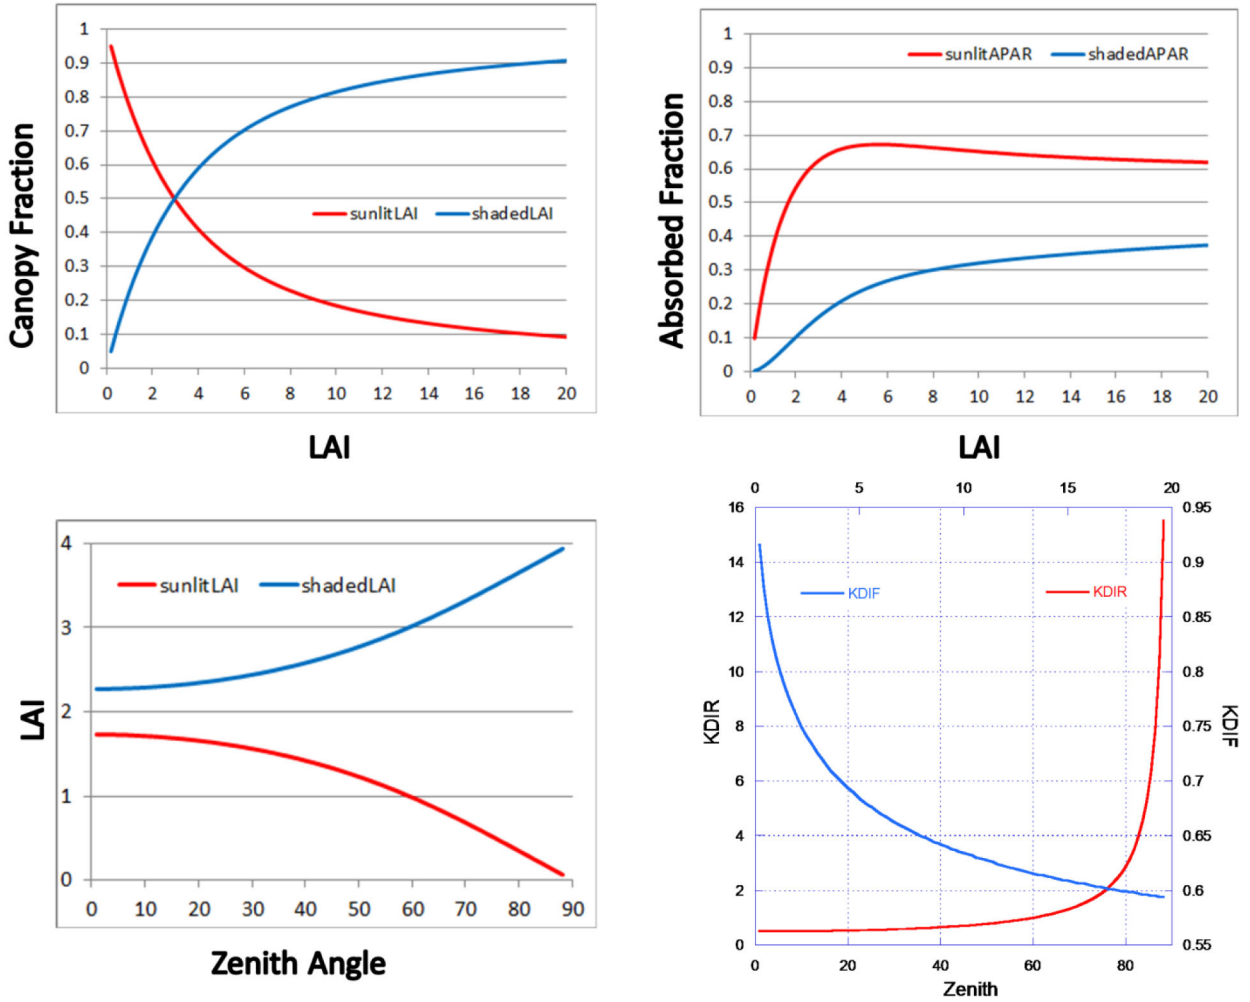 1
0.9
0.8
0.7
0.6
0.5
0.4
0.3
0.2
0.1
0
0 2 4 6 8 10 12 14 16 18 20
Canopy Fraction
sunlitLAI shadedLAI
LAI
1
0.9
0.8
0.7
0.6
0.5
0.4
0.3
0.2
0.1
0
0 2 4 6 8 10 12 14 16 18 20
Absorbed Fraction
sunlitAPAR shadedAPAR
LAI
4
3
2
1
0
0 10 20 30 40 50 60 70 80 90
LAI
sunlitLAI shadedLAI
Zenith Angle
0 5 10 15 20
16
14
12
10
8
6
4
2
0
KDIR
KDIF KDIR
0.95
0.9
0.85
0.8
0.75
0.7
0.65
0.6
0.55
KDIF
0 20 40 60 80
Zenith